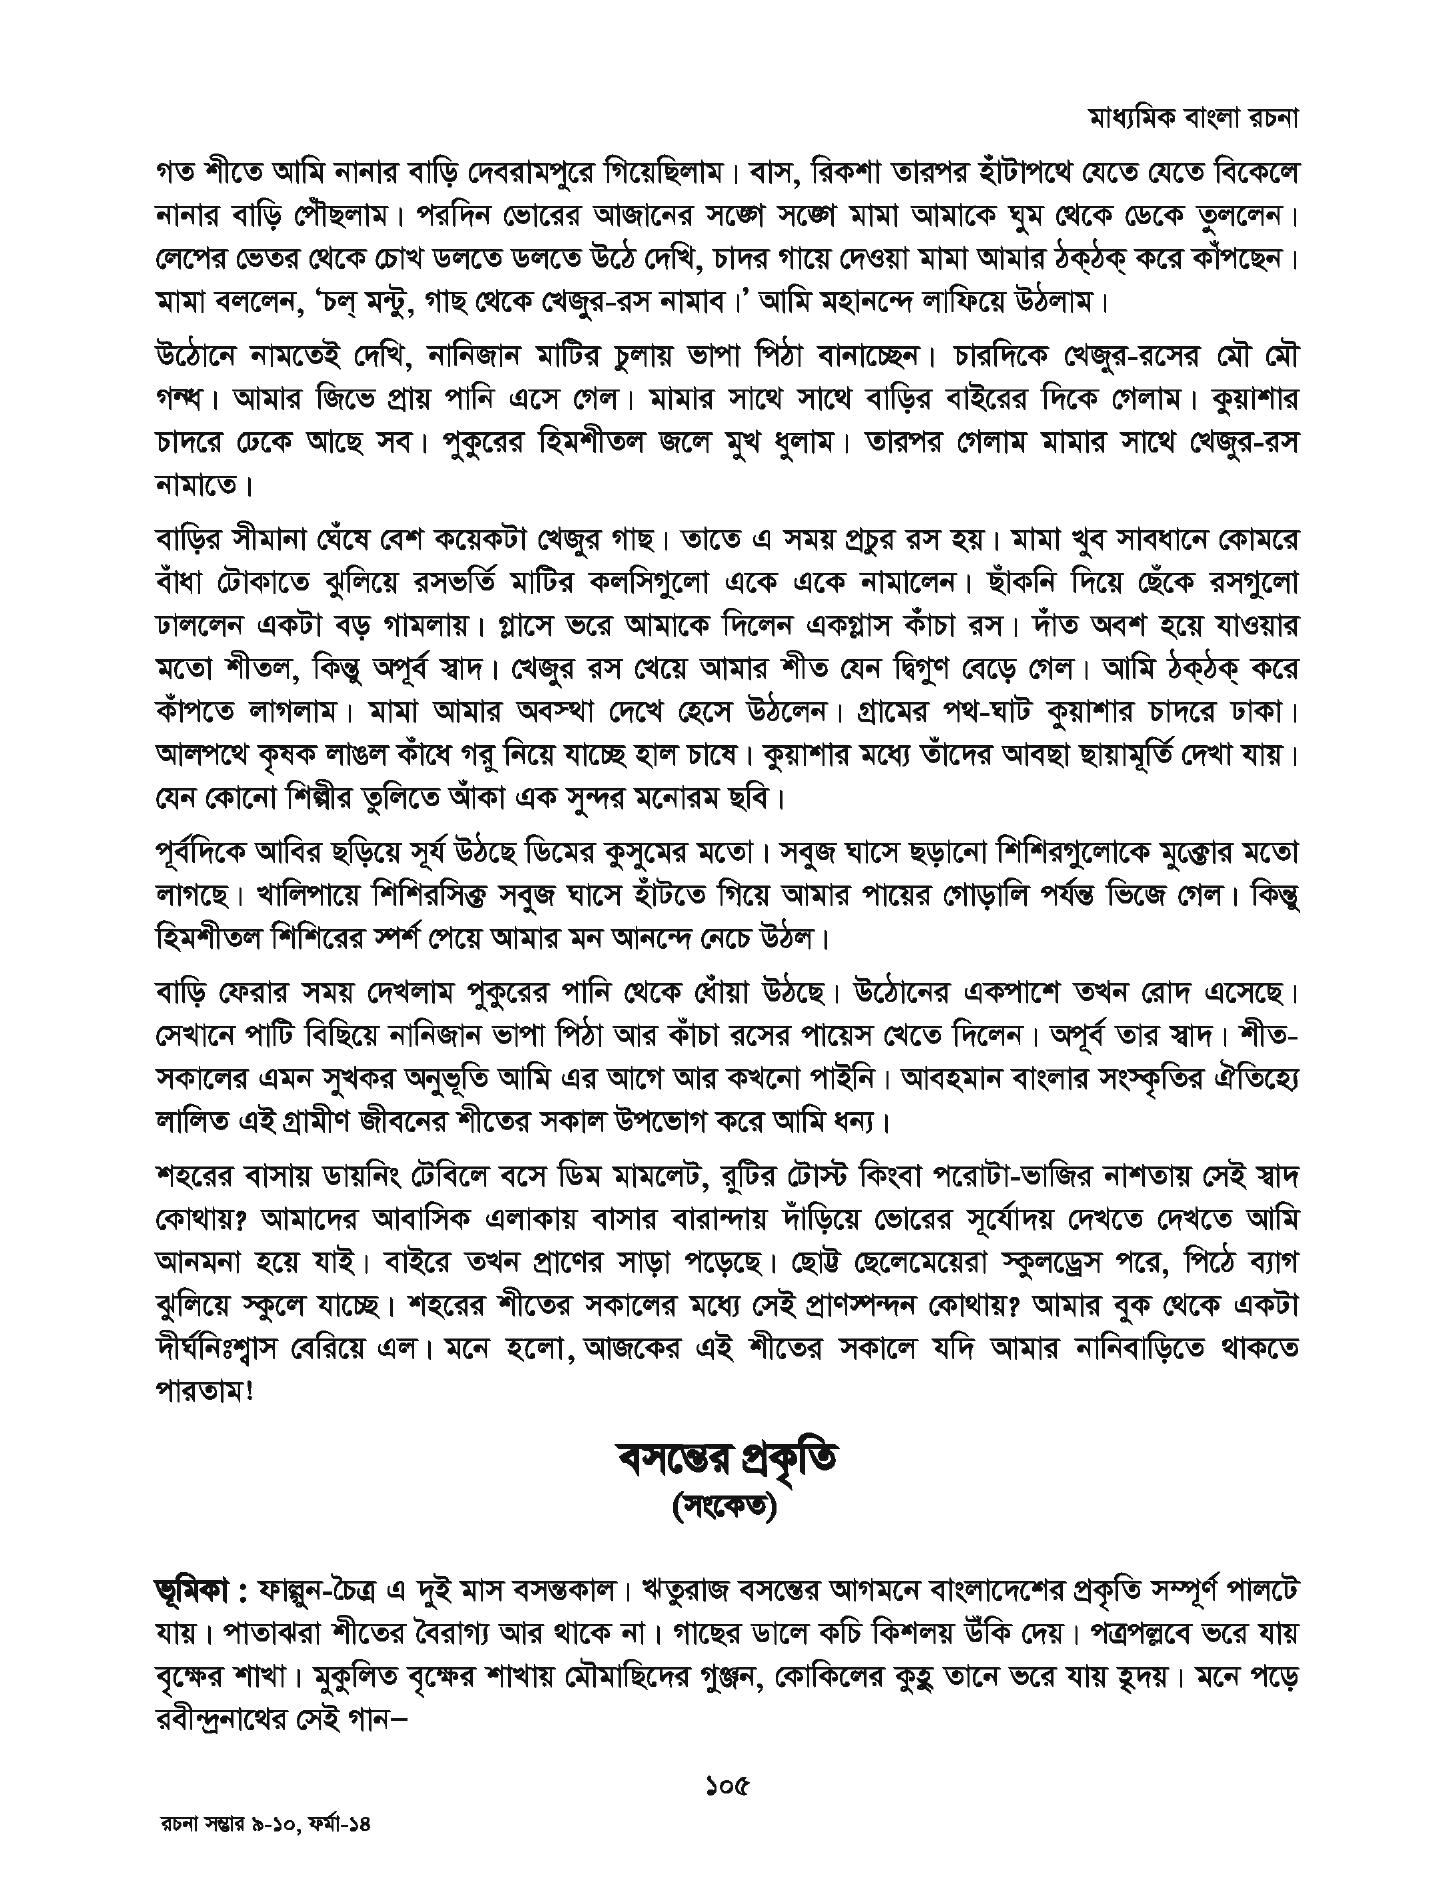 মাধ্যমিক বাংলা রচনা
গত শীতে আমি নানার বাড়ি দেবরামপুরে গিয়েছিলাম। বাস, রিকশা তারপর হাঁটাপথে যেতে যেতে বিকেলে
নানার বাড়ি পৌঁছলাম। পরদিন ভোরের আজানের সঙ্গে সঙ্গে মামা আমাকে ঘুম থেকে ডেকে তুললেন।
লেপের ভেতর থেকে চোখ ডলতে ডলতে উঠে দেখি, চাদর গায়ে দেওয়া মামা আমার ঠক্‌ঠক্ করে কাঁপছেন।
মামা বললেন, ‘চল্ মন্টু, গাছ থেকে খেজুর-রস নামাব।’ আমি মহানন্দে লাফিয়ে উঠলাম।
উঠোনে নামতেই দেখি, নানিজান মাটির চুলায় ভাপা পিঠা বানাচ্ছেন। চারদিকে খেজুর-রসের মৌ মৌ
গন্ধ। আমার জিভে প্রায় পানি এসে গেল। মামার সাথে সাথে বাড়ির বাইরের দিকে গেলাম। কুয়াশার
চাদরে ঢেকে আছে সব। পুকুরের হিমশীতল জলে মুখ ধুলাম। তারপর গেলাম মামার সাথে খেজুর-রস
নামাতে।
বাড়ির সীমানা ঘেঁষে বেশ কয়েকটা খেজুর গাছ। তাতে এ সময় প্রচুর রস হয়। মামা খুব সাবধানে কোমরে
বাঁধা টোকাতে ঝুলিয়ে রসভর্তি মাটির কলসিগুলো একে একে নামালেন। ছাঁকনি দিয়ে ছেঁকে রসগুলো
ঢাললেন একটা বড় গামলায়। গ্লাসে ভরে আমাকে দিলেন একগ্লাস কাঁচা রস। দাঁত অবশ হয়ে যাওয়ার
মতো শীতল, কিন্তু অপূর্ব স্বাদ। খেজুর রস খেয়ে আমার শীত যেন দ্বিগুণ বেড়ে গেল। আমি ঠক্‌ঠক্ করে
কাঁপতে লাগলাম। মামা আমার অবস্থা দেখে হেসে উঠলেন। গ্রামের পথ-ঘাট কুয়াশার চাদরে ঢাকা।
আলপথে কৃষক লাঙল কাঁধে গরু নিয়ে যাচ্ছে হাল চাষে। কুয়াশার মধ্যে তাঁদের আবছা ছায়ামূর্তি দেখা যায়।
যেন কোনো শিল্পীর তুলিতে আঁকা এক সুন্দর মনোরম ছবি।
পূর্বদিকে আবির ছড়িয়ে সূর্য উঠছে ডিমের কুসুমের মতো। সবুজ ঘাসে ছড়ানো শিশিরগুলোকে মুক্তোর মতো
লাগছে। খালিপায়ে শিশিরসিক্ত সবুজ ঘাসে হাঁটতে গিয়ে আমার পায়ের গোড়ালি পর্যন্ত ভিজে গেল। কিন্তু
হিমশীতল শিশিরের স্পর্শ পেয়ে আমার মন আনন্দে নেচে উঠল।
বাড়ি ফেরার সময় দেখলাম পুকুরের পানি থেকে ধোঁয়া উঠছে। উঠোনের একপাশে তখন রোদ এসেছে।
সেখানে পাটি বিছিয়ে নানিজান ভাপা পিঠা আর কাঁচা রসের পায়েস খেতে দিলেন। অপূর্ব তার স্বাদ। শীত-
সকালের এমন সুখকর অনুভূতি আমি এর আগে আর কখনো পাইনি। আবহমান বাংলার সংস্কৃতির ঐতিহ্যে
লালিত এই গ্রামীণ জীবনের শীতের সকাল উপভোগ করে আমি ধন্য।
শহরের বাসায় ডায়নিং টেবিলে বসে ডিম মামলেট, রুটির টোস্ট কিংবা পরোটা-ভাজির নাশতায় সেই স্বাদ
কোথায়? আমাদের আবাসিক এলাকায় বাসার বারান্দায় দাঁড়িয়ে ভোরের সূর্যোদয় দেখতে দেখতে আমি
আনমনা হয়ে যাই। বাইরে তখন প্রাণের সাড়া পড়েছে। ছোট্ট ছেলেমেয়েরা স্কুলড্রেস পরে, পিঠে ব্যাগ
ঝুলিয়ে স্কুলে যাচ্ছে। শহরের শীতের সকালের মধ্যে সেই প্রাণস্পন্দন কোথায়? আমার বুক থেকে একটা
দীর্ঘনিঃশ্বাস বেরিয়ে এল। মনে হলো, আজকের এই শীতের সকালে যদি আমার নানিবাড়িতে থাকতে
পারতাম!
বসন্তের প্রকৃতি
(সংকেত)
ভূমিকা : ফাল্গুন-চৈত্র এ দুই মাস বসন্তকাল। ঋতুরাজ বসন্তের আগমনে বাংলাদেশের প্রকৃতি সম্পূর্ণ পালটে
যায়। পাতাঝরা শীতের বৈরাগ্য আর থাকে না। গাছের ডালে কচি কিশলয় উঁকি দেয়। পত্রপল্লবে ভরে যায়
বৃক্ষের শাখা। মুকুলিত বৃক্ষের শাখায় মৌমাছিদের গুঞ্জন, কোকিলের কুহু তানে ভরে যায় হৃদয়। মনে পড়ে
রবীন্দ্রনাথের সেই গান–
১০৫
রচনা সম্ভার ৯-১০, ফর্মা-১৪